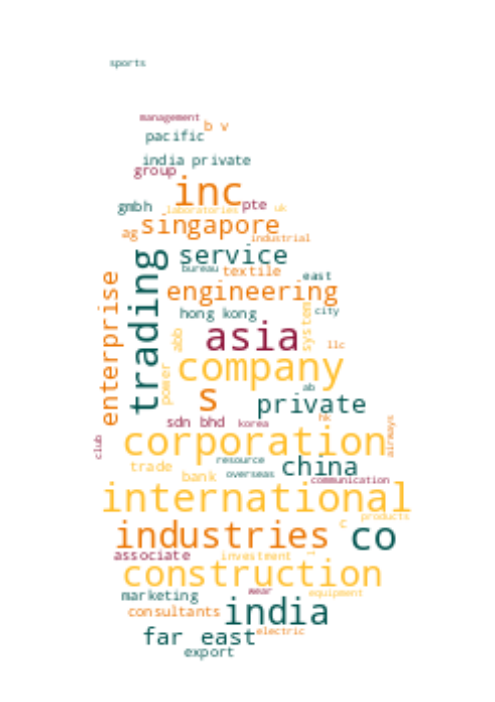 sports
management
b v
pacific
india private
group
inc
gmbh
laboratories
pte
uk
singapore
ag
industrial
trading
service
bureau
textile
east
enterprise
engineering
hong kong
system
city
abb
asia
llc
company
power
s
ab
private
sdn bhd
korea
hk
airways
club
corporation
resource
china
trade
bank
overseas
communication
international
products
c
industries
co
associate
investment
construction
marketing
wear
equipment
consultants
india
far east
electric
export